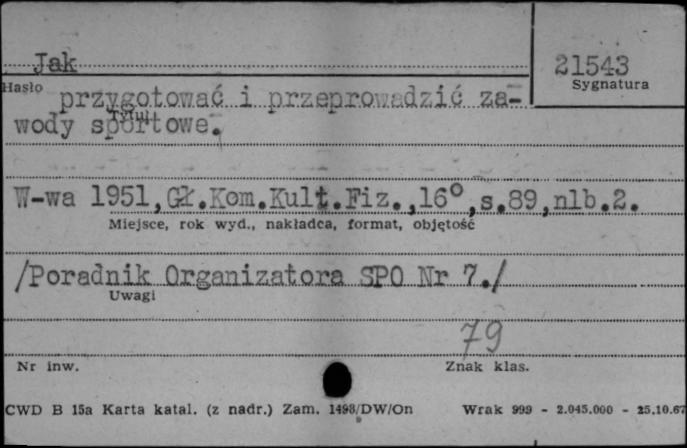 Jak
21543
Hasło
Sygnatura
przygotować i przeprowadzić za-
Tytuł
wody sportowe.
W-wa 1951, Gł.Kom.Kult.Fiz.,16°,s.89,nlb.2.
Miejsce, rok wyd., nakładca, format, objętość
/Poradnik Organizatora SPO Nr 7./
Uwagi
79
Nr inw.
Znak klas.
CWD B 15a Karta katal. (z nadr.) Zam. 1498/DW/On Wrak 999 - 2.045.000 - 25.10.67